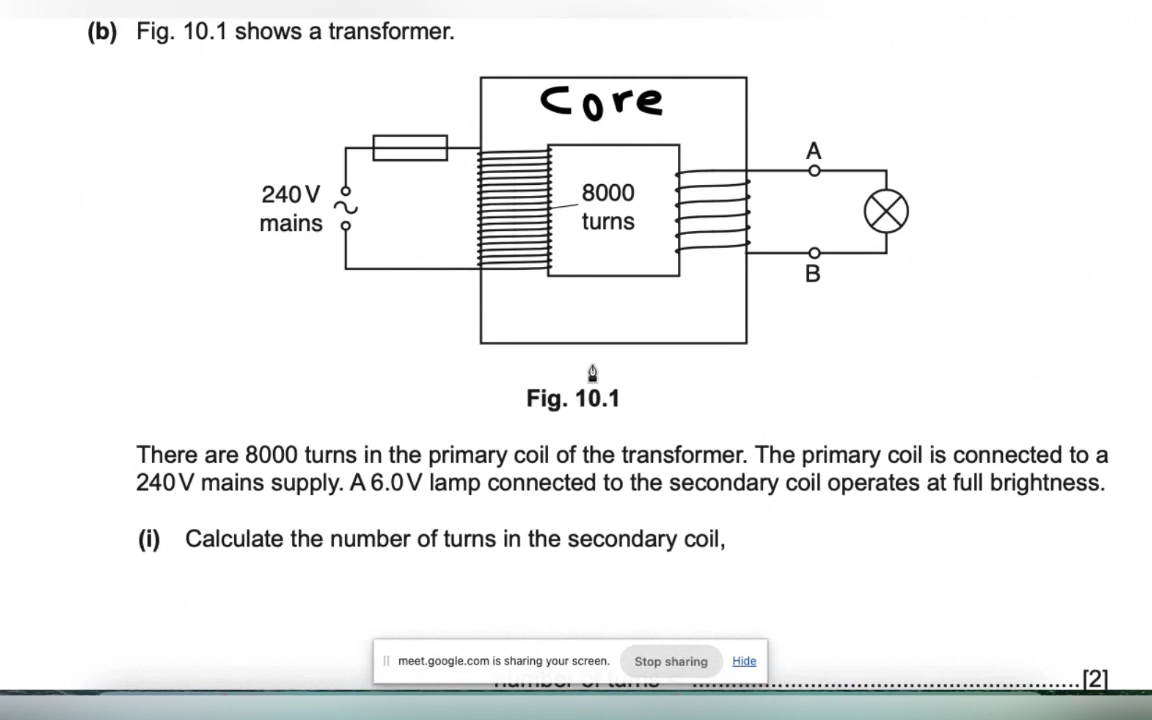 (b) Fig. 10.1 shows a transformer.
Core
A
240 V
mains
8000
turns
B
Fig. 10.1
There are 8000 turns in the primary coil of the transformer. The primary coil is connected to a
240 V mains supply. A 6.0 V lamp connected to the secondary coil operates at full brightness.
(i) Calculate the number of turns in the secondary coil,
meet.google.com is sharing your screen. Stop sharing Hide
number of turns ........................................................[2]